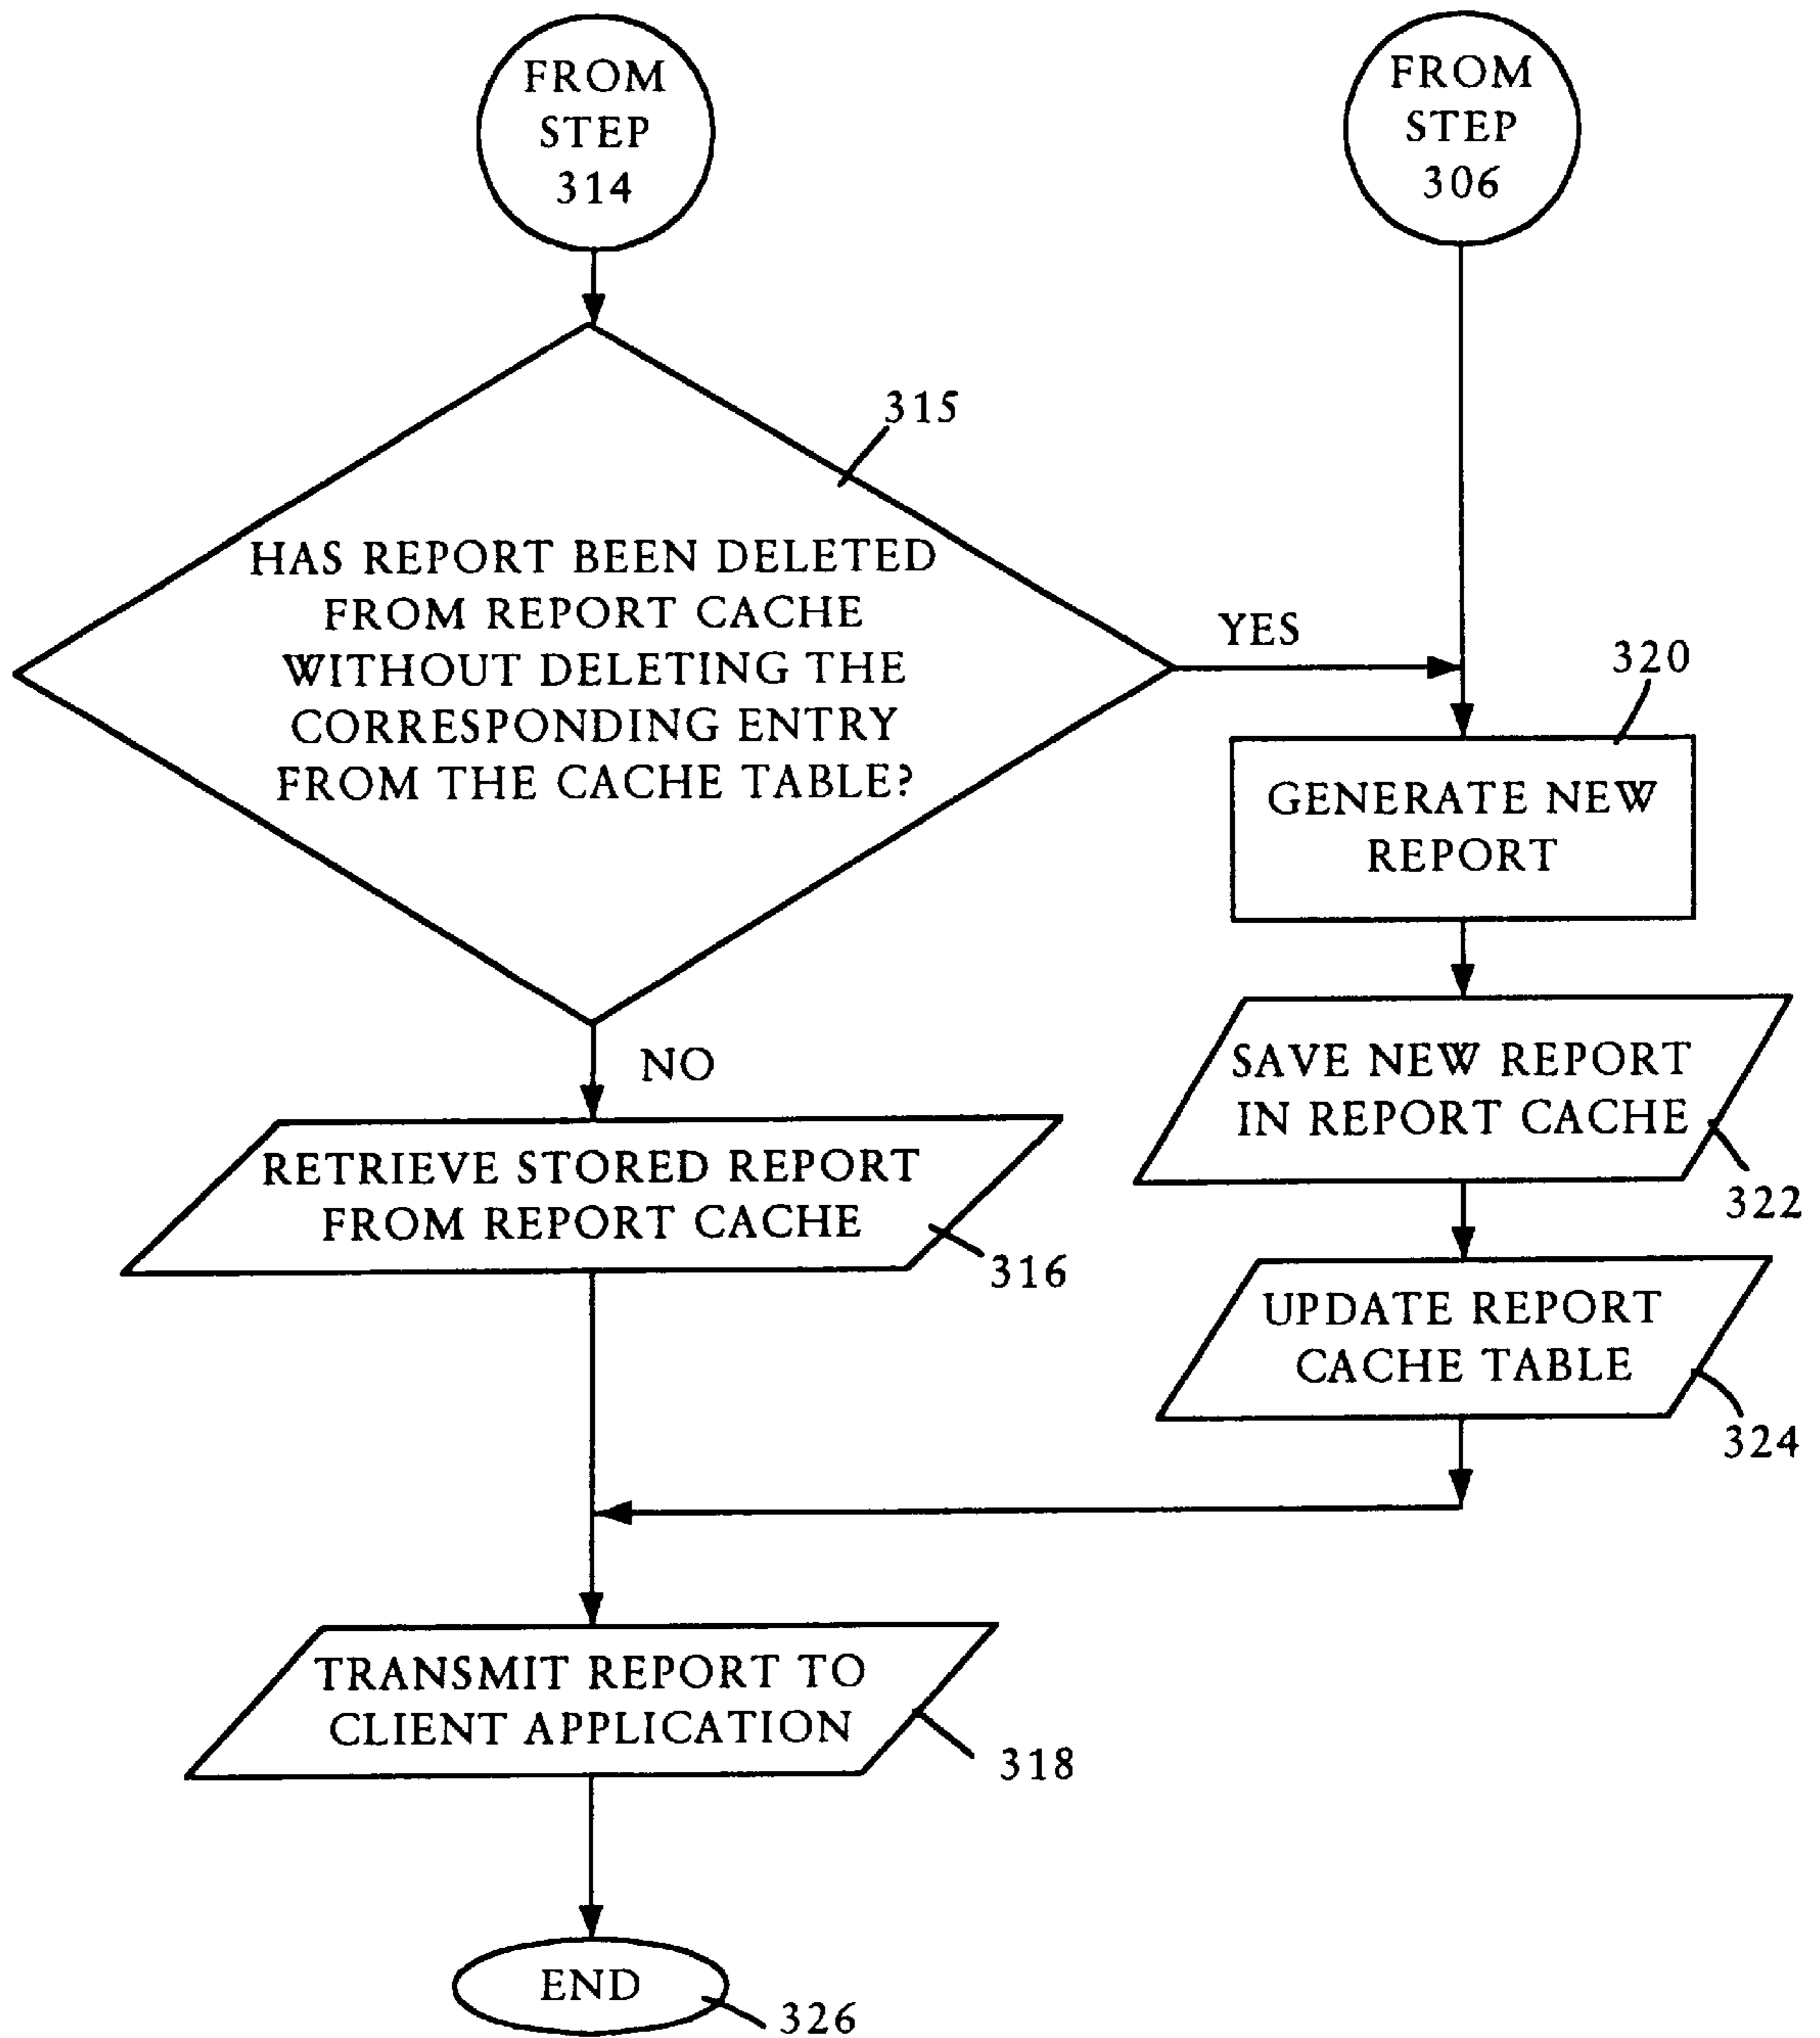 FROM
STEP
314
FROM
STEP
306
315
HAS REPORT BEEN DELETED
FROM REPORT CACHE
WITHOUT DELETING THE
CORRESPONDING ENTRY
FROM THE CACHE TABLE?
YES
320
GENERATE NEW
REPORT
NO
SAVE NEW REPORT
IN REPORT CACHE
322
RETRIEVE STORED REPORT
FROM REPORT CACHE
316
UPDATE REPORT
CACHE TABLE
324
TRANSMIT REPORT TO
CLIENT APPLICATION
318
END
326